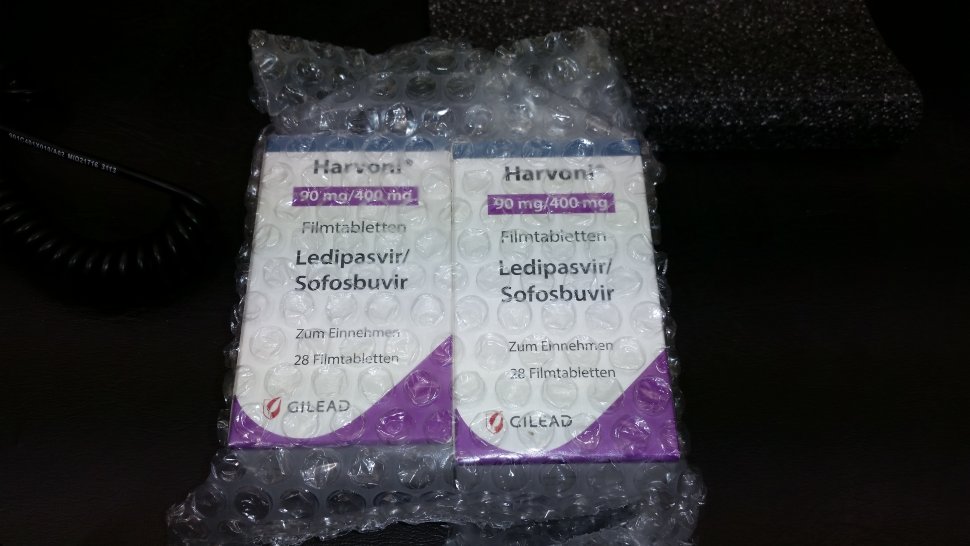 Harvoni®
90 mg/400 mg
Filmtabletten
Ledipasvir/
Sofosbuvir
Zum Einnehmen
28 Filmtabletten
GILEAD
Harvoni®
90 mg/400 mg
Filmtabletten
Ledipasvir/
Sofosbuvir
Zum Einnehmen
28 Filmtabletten
GILEAD